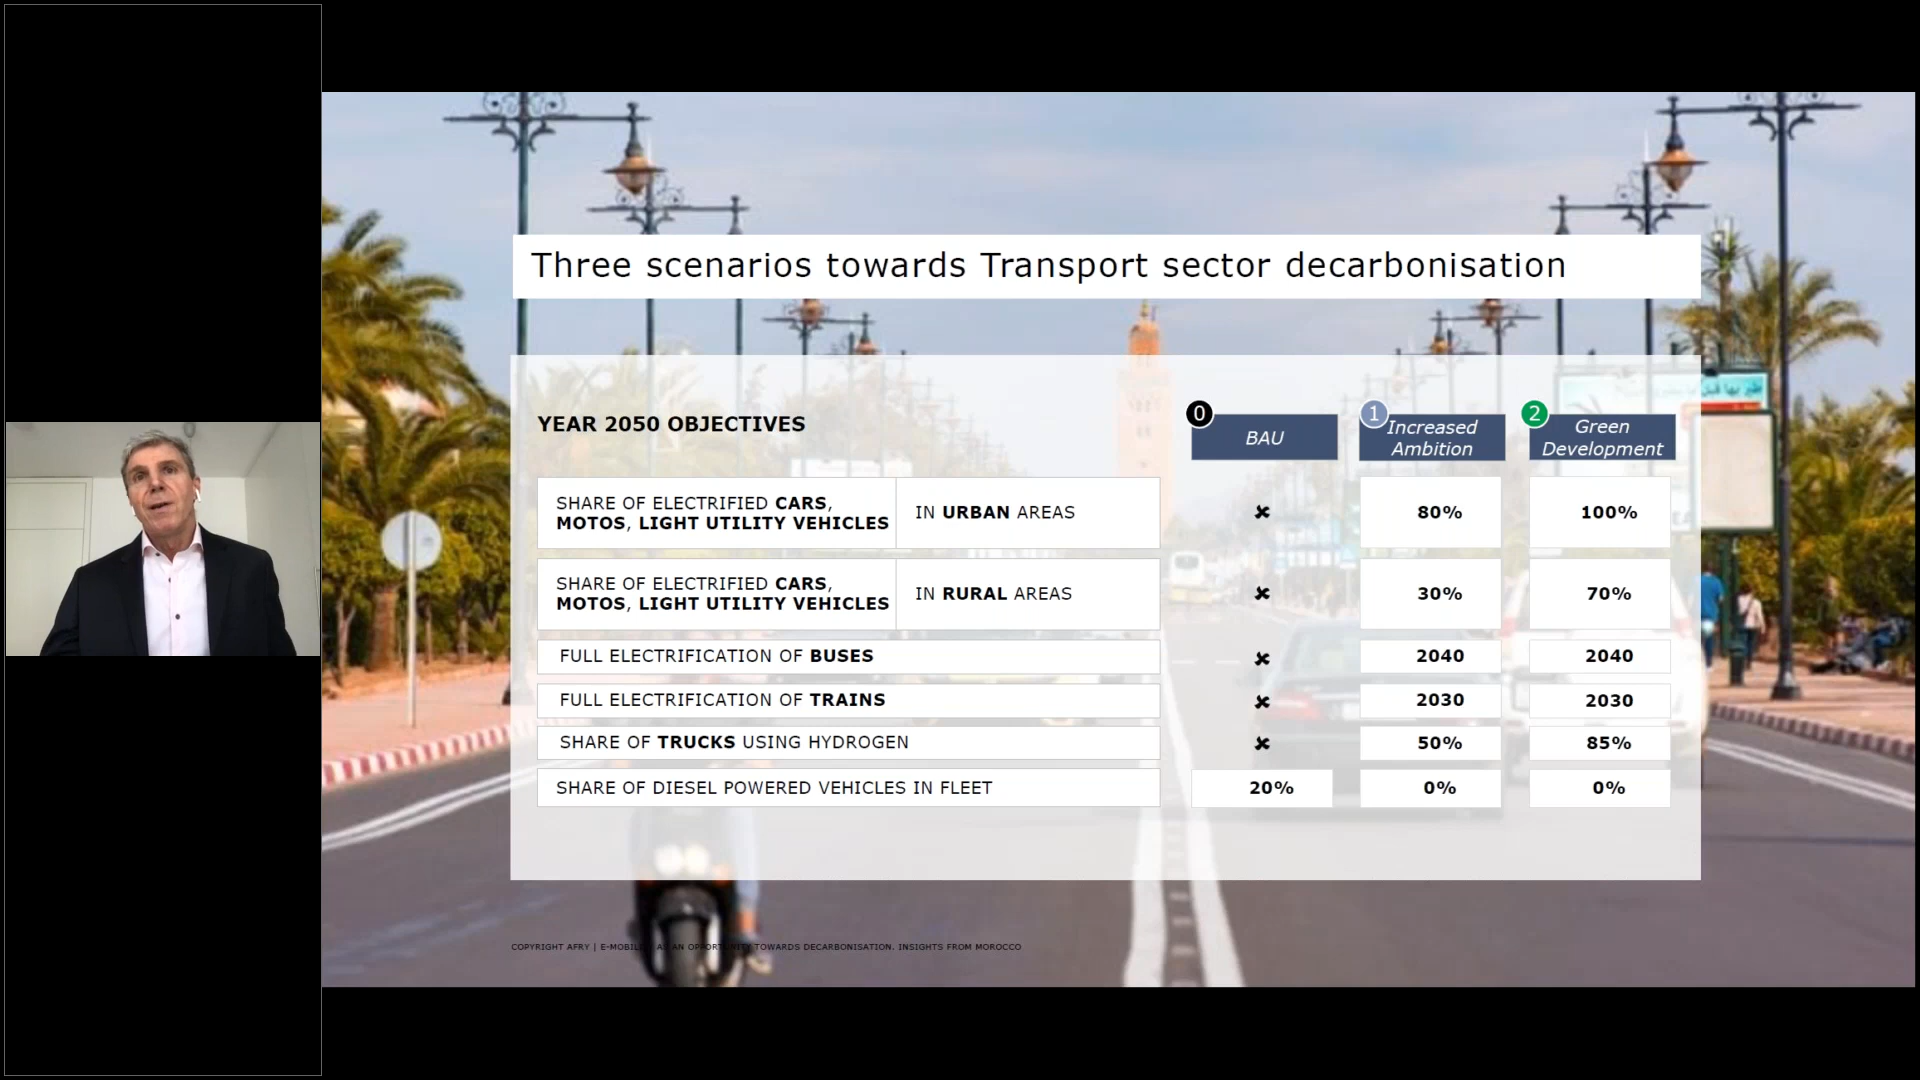 Three scenarios towards Transport sector decarbonisation
YEAR 2050 OBJECTIVES
0
BAU
1
Increased
Ambition
2
Green
Development
SHARE OF ELECTRIFIED CARS,
MOTOS, LIGHT UTILITY VEHICLES
IN URBAN AREAS
✖
80%
100%
SHARE OF ELECTRIFIED CARS,
MOTOS, LIGHT UTILITY VEHICLES
IN RURAL AREAS
✖
30%
70%
FULL ELECTRIFICATION OF BUSES
✖
2040
2040
FULL ELECTRIFICATION OF TRAINS
✖
2030
2030
SHARE OF TRUCKS USING HYDROGEN
✖
50%
85%
SHARE OF DIESEL POWERED VEHICLES IN FLEET
20%
0%
0%
COPYRIGHT AFRY | E-MOBILITY AS AN OPPORTUNITY TOWARDS DECARBONISATION. INSIGHTS FROM MOROCCO